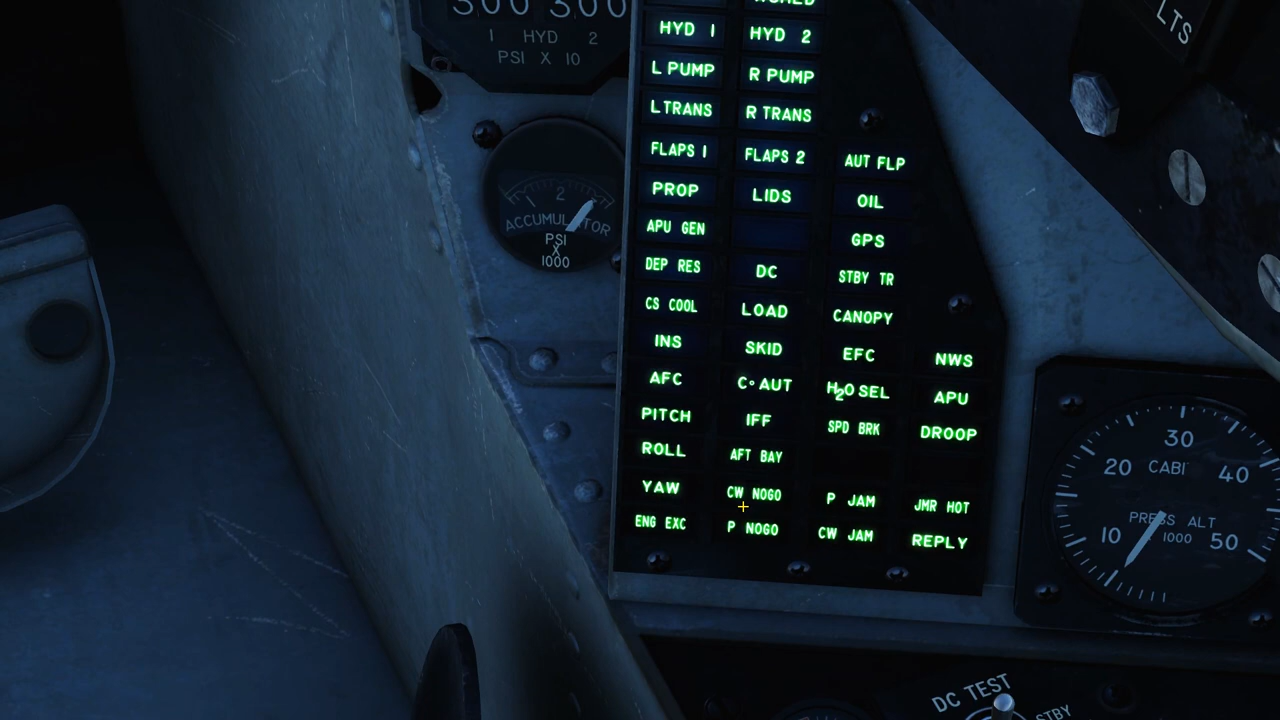 300 300
1 HYD 2
PSI X 10
LTS
HYD 1 HYD 2
L PUMP R PUMP
L TRANS R TRANS
FLAPS 1 FLAPS 2 AUT FLP
PROP LIDS OIL
APU GEN GPS
DEP RES DC STBY TR
CS COOL LOAD CANOPY
INS SKID EFC NWS
AFC C◦AUT H2O SEL APU
PITCH IFF SPD BRK DROOP
ROLL AFT BAY
YAW CW NOGO P JAM JMR HOT
ENG EXC P NOGO CW JAM REPLY
2
ACCUMULATOR
PSI
X
1000
30
20 40
10 50
PRESS ALT
1000
DC TEST
STBY